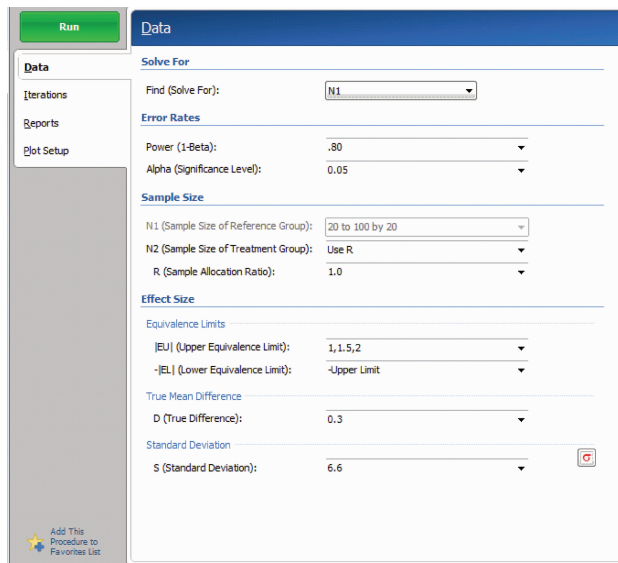 Run
Data
Iterations
Reports
Plot Setup
Add This
Procedure to
Favorites List
Data
Solve For
Find (Solve For): N1
Error Rates
Power (1-Beta): .80
Alpha (Significance Level): 0.05
Sample Size
N1 (Sample Size of Reference Group): 20 to 100 by 20
N2 (Sample Size of Treatment Group): Use R
R (Sample Allocation Ratio): 1.0
Effect Size
Equivalence Limits
|EU| (Upper Equivalence Limit): 1,1.5,2
-|EL| (Lower Equivalence Limit): -Upper Limit
True Mean Difference
D (True Difference): 0.3
Standard Deviation
S (Standard Deviation): 6.6
σ